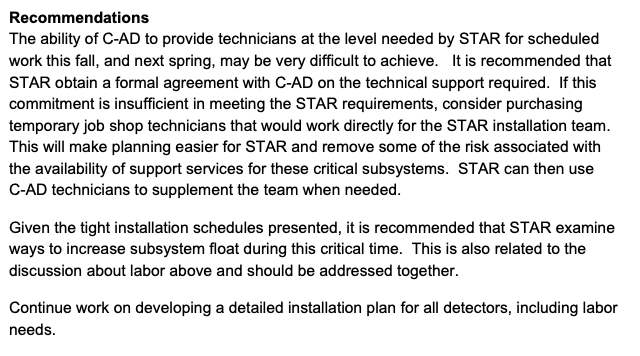 Recommendations
The ability of C-AD to provide technicians at the level needed by STAR for scheduled
work this fall, and next spring, may be very difficult to achieve.   It is recommended that
STAR obtain a formal agreement with C-AD on the technical support required.  If this
commitment is insufficient in meeting the STAR requirements, consider purchasing
temporary job shop technicians that would work directly for the STAR installation team.
This will make planning easier for STAR and remove some of the risk associated with
the availability of support services for these critical subsystems.  STAR can then use
C-AD technicians to supplement the team when needed.
Given the tight installation schedules presented, it is recommended that STAR examine
ways to increase subsystem float during this critical time.  This is also related to the
discussion about labor above and should be addressed together.
Continue work on developing a detailed installation plan for all detectors, including labor
needs.